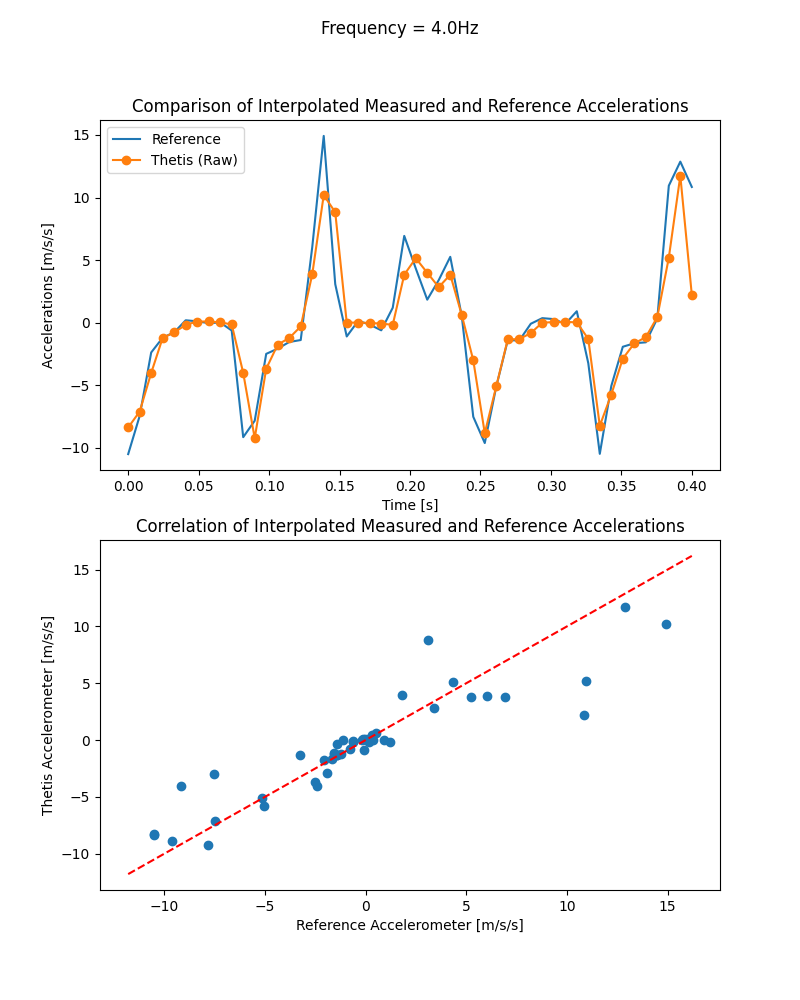 Frequency = 4.0Hz
Comparison of Interpolated Measured and Reference Accelerations
Reference
Thetis (Raw)
Accelerations [m/s/s]
15
10
5
0
−5
−10
0.00 0.05 0.10 0.15 0.20 0.25 0.30 0.35 0.40
Time [s]
Correlation of Interpolated Measured and Reference Accelerations
Thetis Accelerometer [m/s/s]
15
10
5
0
−5
−10
−10 −5 0 5 10 15
Reference Accelerometer [m/s/s]